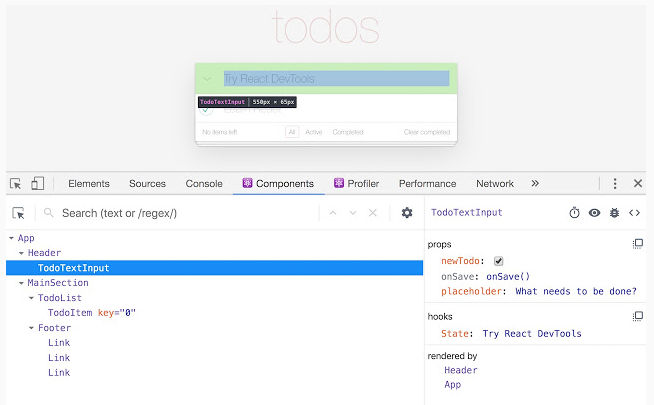 todos
Try React DevTools
TodoTextInput | 550px × 65px
No items left All Active Completed Clear completed
Elements Sources Console Components Profiler Performance Network »
Search (text or /regex/)
App
Header
TodoTextInput
MainSection
TodoList
TodoItem key="0"
Footer
Link
Link
Link
TodoTextInput
props
newTodo:
onSave: onSave()
placeholder: What needs to be done?
hooks
State: Try React DevTools
rendered by
Header
App